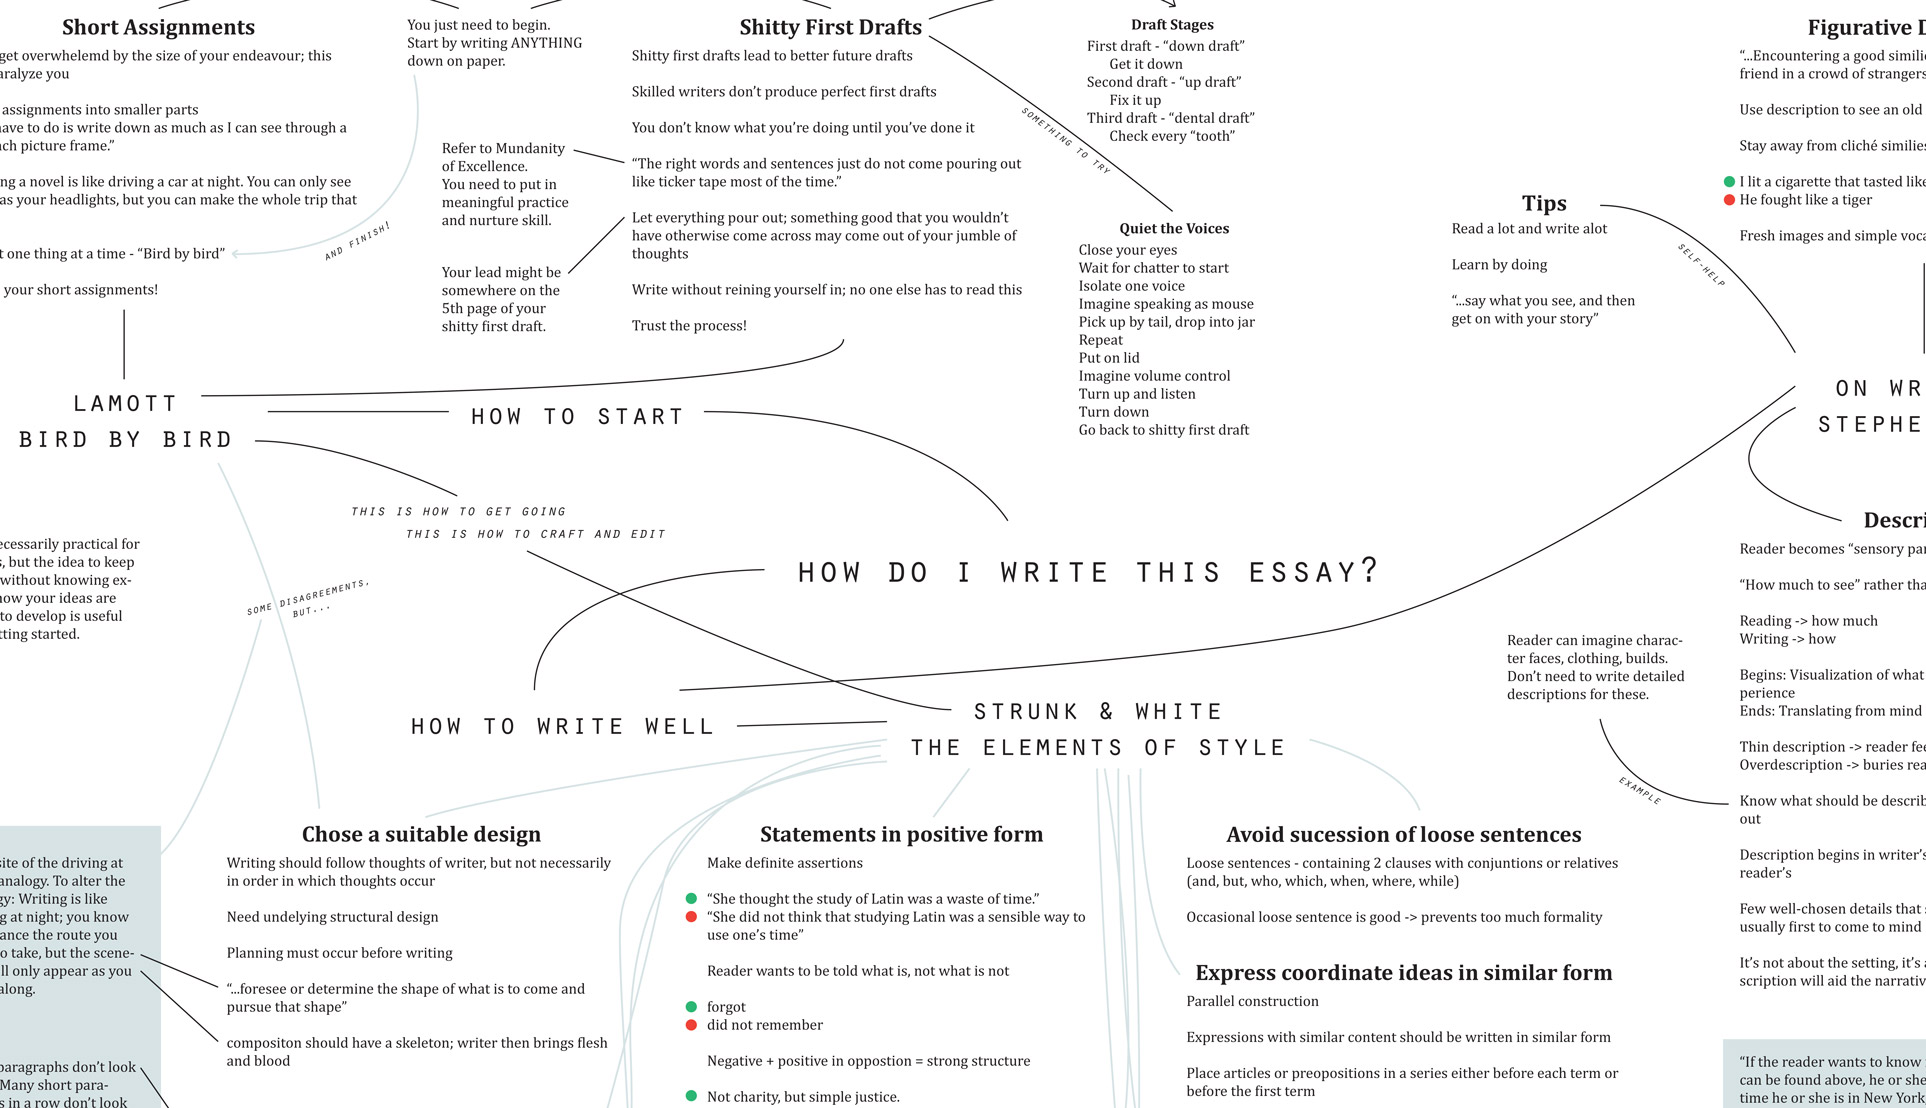 Short Assignments
get overwhelemd by the size of your endeavour; this
aralyze you
assignments into smaller parts
have to do is write down as much as I can see through a
picture frame.”
ng a novel is like driving a car at night. You can only see
as your headlights, but you can make the whole trip that
t one thing at a time - “Bird by bird”
your short assignments!
You just need to begin.
Start by writing ANYTHING
down on paper.
AND FINISH!
Refer to Mundanity
of Excellence.
You need to put in
meaningful practice
and nurture skill.
Your lead might be
somewhere on the
5th page of your
shitty first draft.
Shitty First Drafts
Shitty first drafts lead to better future drafts
Skilled writers don’t produce perfect first drafts
You don’t know what you’re doing until you’ve done it
“The right words and sentences just do not come pouring out
like ticker tape most of the time.”
Let everything pour out; something good that you wouldn’t
have otherwise come across may come out of your jumble of
thoughts
Write without reining yourself in; no one else has to read this
Trust the process!
SOMETHING TO TRY
Draft Stages
First draft - “down draft”
Get it down
Second draft - “up draft”
Fix it up
Third draft - “dental draft”
Check every “tooth”
Quiet the Voices
Close your eyes
Wait for chatter to start
Isolate one voice
Imagine speaking as mouse
Pick up by tail, drop into jar
Repeat
Put on lid
Imagine volume control
Turn up and listen
Turn down
Go back to shitty first draft
Tips
Read a lot and write alot
Learn by doing
“...say what you see, and then
get on with your story”
SELF-HELP
Figurative D
“...Encountering a good simili
friend in a crowd of strangers
Use description to see an old
Stay away from cliché similies
I lit a cigarette that tasted like
He fought like a tiger
Fresh images and simple voca
LAMOTT
BIRD BY BIRD
HOW TO START
ON WR
STEPHE
THIS IS HOW TO GET GOING
THIS IS HOW TO CRAFT AND EDIT
HOW DO I WRITE THIS ESSAY?
ecessarily practical for
s, but the idea to keep
without knowing ex-
how your ideas are
to develop is useful
tting started.
SOME DISAGREEMENTS,
BUT...
HOW TO WRITE WELL
STRUNK & WHITE
THE ELEMENTS OF STYLE
Reader can imagine charac-
ter faces, clothing, builds.
Don’t need to write detailed
descriptions for these.
EXAMPLE
Descri
Reader becomes “sensory par
“How much to see” rather tha
Reading -> how much
Writing -> how
Begins: Visualization of what
perience
Ends: Translating from mind
Thin description -> reader fee
Overdescription -> buries rea
Know what should be describ
out
Description begins in writer’s
reader’s
Few well-chosen details that s
usually first to come to mind
It’s not about the setting, it’s a
scription will aid the narrativ
“If the reader wants to know
can be found above, he or she
time he or she is in New York
site of the driving at
analogy. To alter the
gy: Writing is like
g at night; you know
ance the route you
o take, but the scene-
ll only appear as you
along.
paragraphs don’t look
Many short para-
s in a row don’t look
Chose a suitable design
Writing should follow thoughts of writer, but not necessarily
in order in which thoughts occur
Need undelying structural design
Planning must occur before writing
“...foresee or determine the shape of what is to come and
pursue that shape”
compositon should have a skeleton; writer then brings flesh
and blood
Statements in positive form
Make definite assertions
“She thought the study of Latin was a waste of time.”
“She did not think that studying Latin was a sensible way to
use one’s time”
Reader wants to be told what is, not what is not
forgot
did not remember
Negative + positive in oppostion = strong structure
Not charity, but simple justice.
Avoid sucession of loose sentences
Loose sentences - containing 2 clauses with conjuntions or relatives
(and, but, who, which, when, where, while)
Occasional loose sentence is good -> prevents too much formality
Express coordinate ideas in similar form
Parallel construction
Expressions with similar content should be written in similar form
Place articles or preopositions in a series either before each term or
before the first term